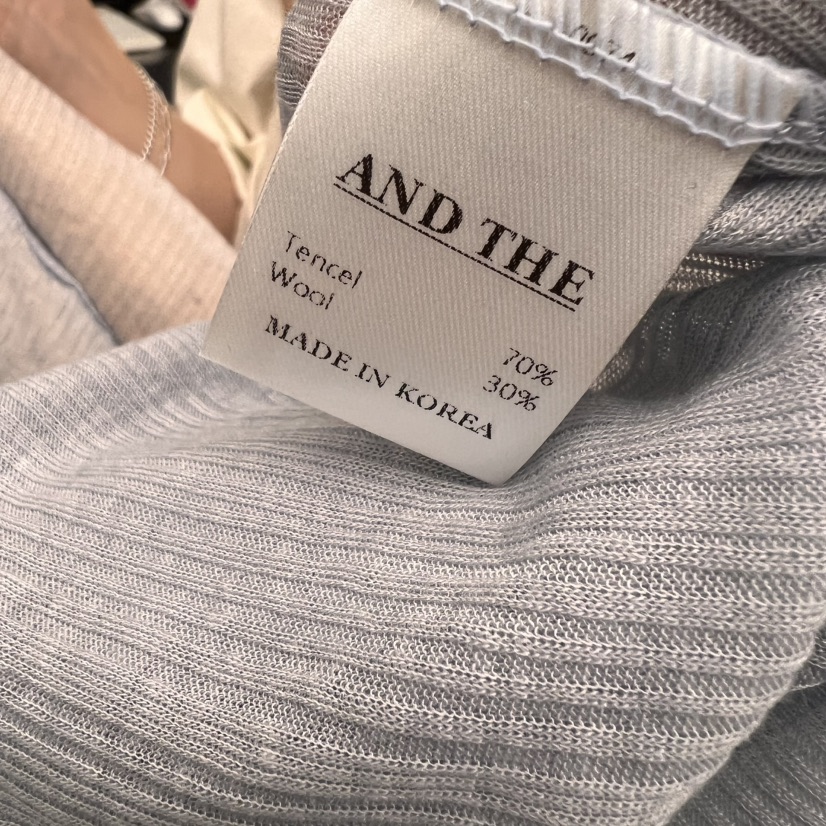 AND THE
Tencel 70%
Wool 30%
MADE IN KOREA